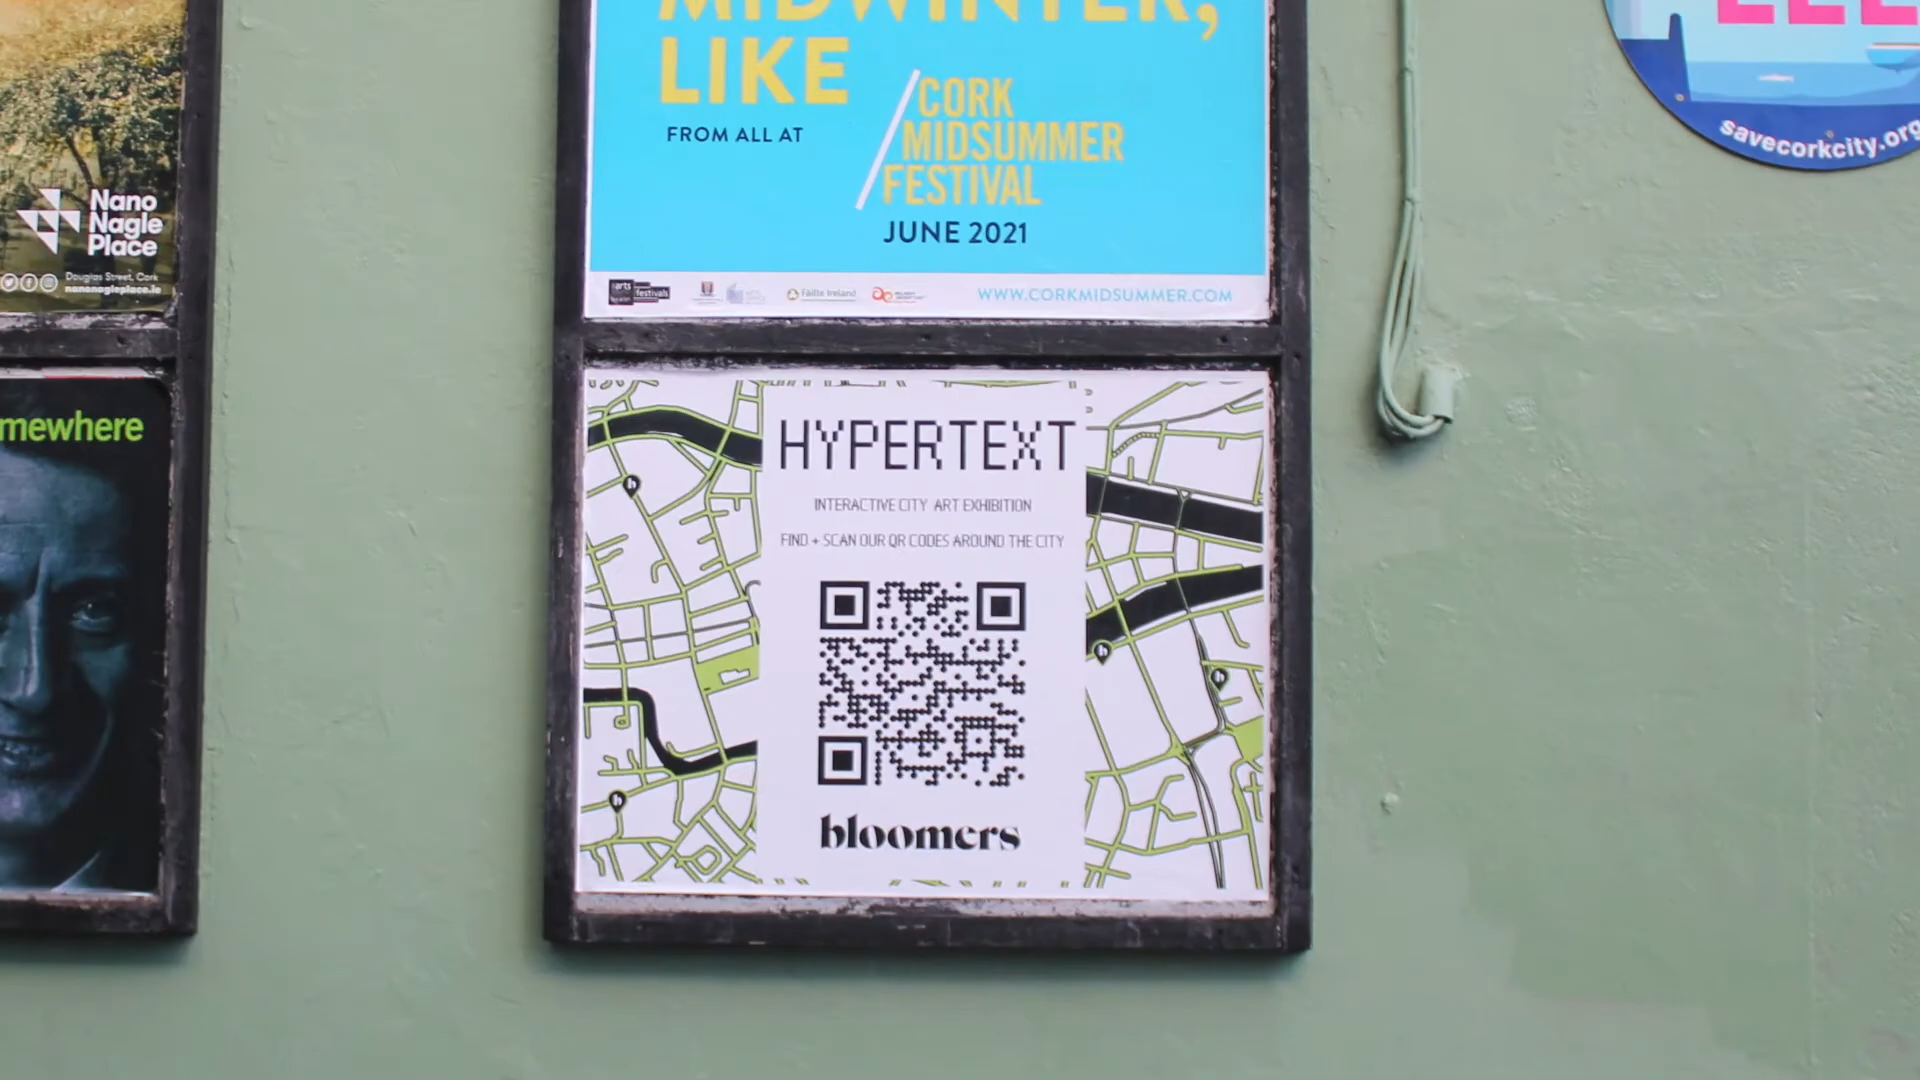 MIDWINTER,
LIKE
FROM ALL AT
CORK
MIDSUMMER
FESTIVAL
JUNE 2021
Fáilte Ireland
WWW.CORKMIDSUMMER.COM
Nano
Nagle
Place
Douglas Street, Cork
nanonagleplace.ie
mewhere
HYPERTEXT
INTERACTIVE CITY ART EXHIBITION
FIND + SCAN OUR QR CODES AROUND THE CITY
bloomers
savecorkcity.org